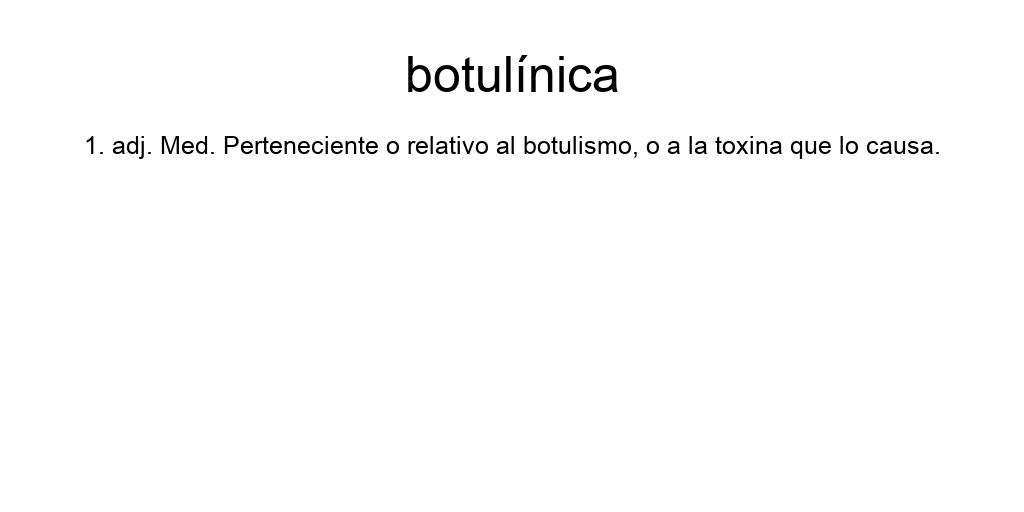 botulínica
1. adj. Med. Perteneciente o relativo al botulismo, o a la toxina que lo causa.